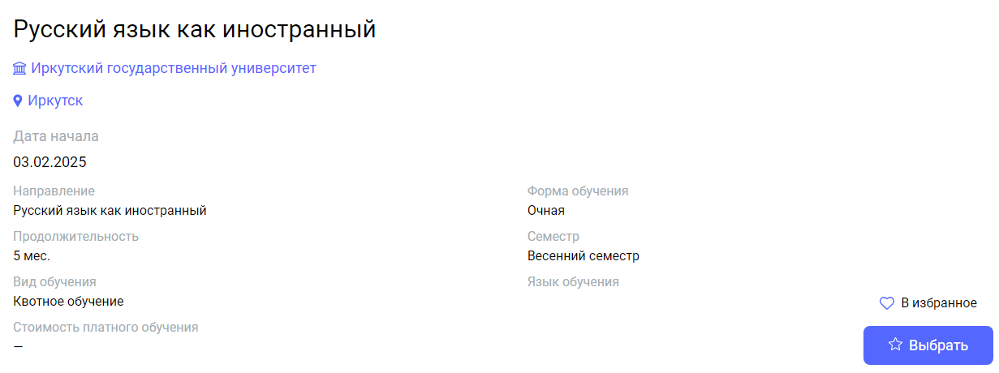 Русский язык как иностранный
Иркутский государственный университет
Иркутск
Дата начала
03.02.2025
Направление
Русский язык как иностранный
Форма обучения
Очная
Продолжительность
5 мес.
Семестр
Весенний семестр
Вид обучения
Квотное обучение
Язык обучения
Стоимость платного обучения
—
В избранное
Выбрать